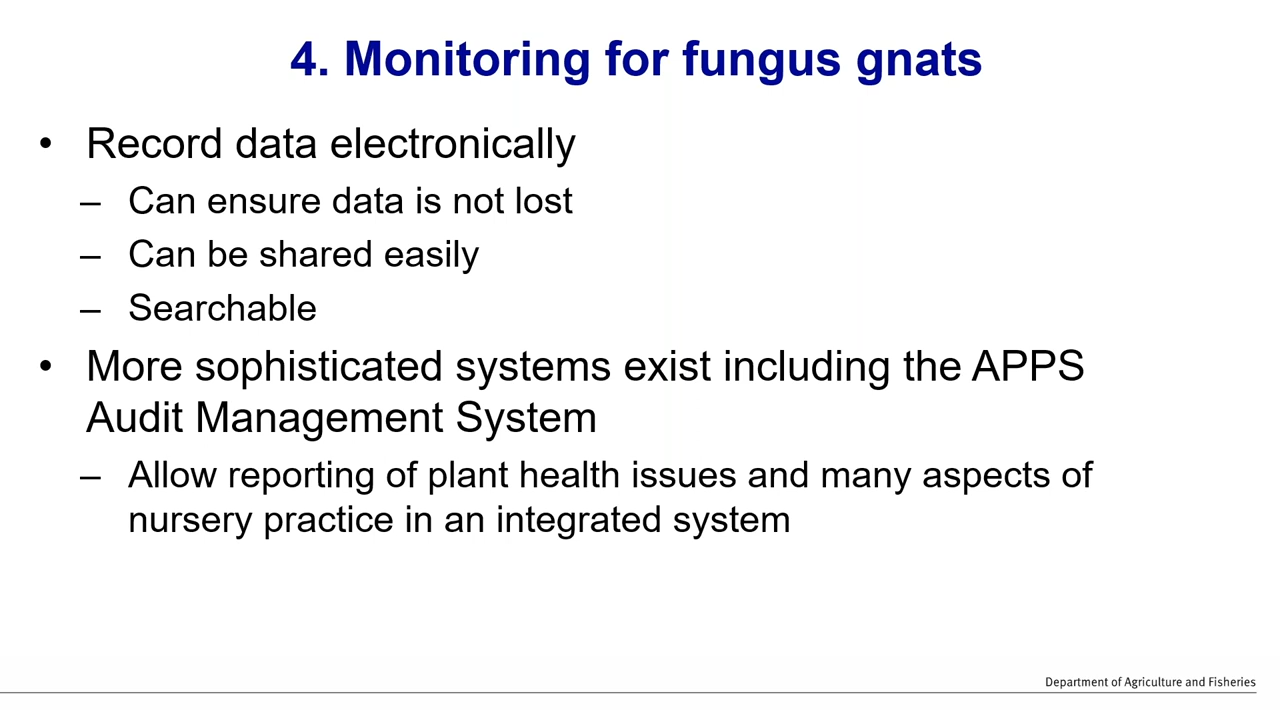 4. Monitoring for fungus gnats
• Record data electronically
– Can ensure data is not lost
– Can be shared easily
– Searchable
• More sophisticated systems exist including the APPS
Audit Management System
– Allow reporting of plant health issues and many aspects of
nursery practice in an integrated system
Department of Agriculture and Fisheries